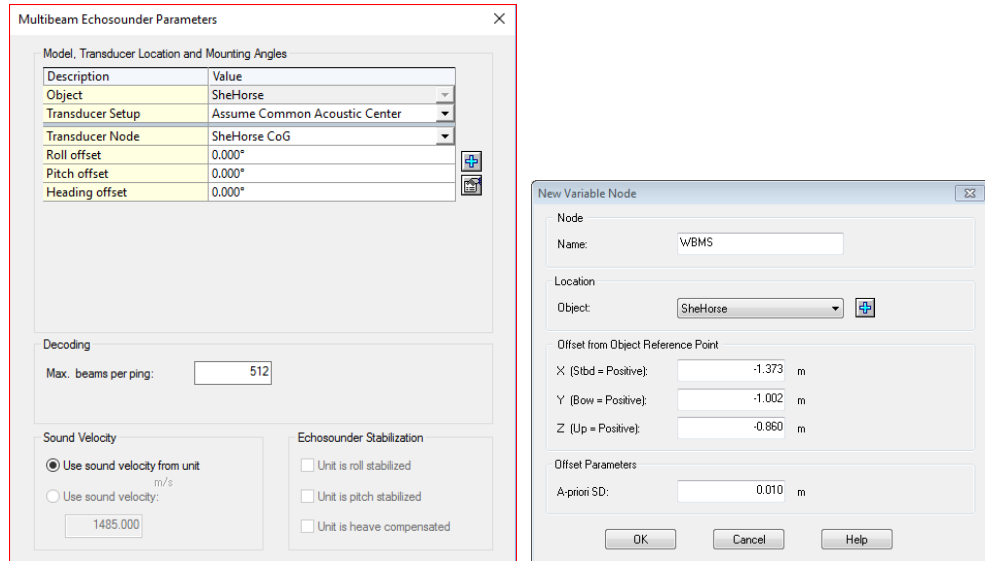 Multibeam Echosounder Parameters
Model, Transducer Location and Mounting Angles
Description Value
Object SheHorse
Transducer Setup Assume Common Acoustic Center
Transducer Node SheHorse CoG
Roll offset 0.000°
Pitch offset 0.000°
Heading offset 0.000°
Decoding
Max. beams per ping: 512
Sound Velocity
Use sound velocity from unit
m/s
Use sound velocity:
1485.000
Echosounder Stabilization
Unit is roll stabilized
Unit is pitch stabilized
Unit is heave compensated
New Variable Node
Node
Name: WBMS
Location
Object: SheHorse
Offset from Object Reference Point
X (Stbd = Positive): -1.373 m
Y (Bow = Positive): -1.002 m
Z (Up = Positive): -0.860 m
Offset Parameters
A-priori SD: 0.010 m
OK Cancel Help